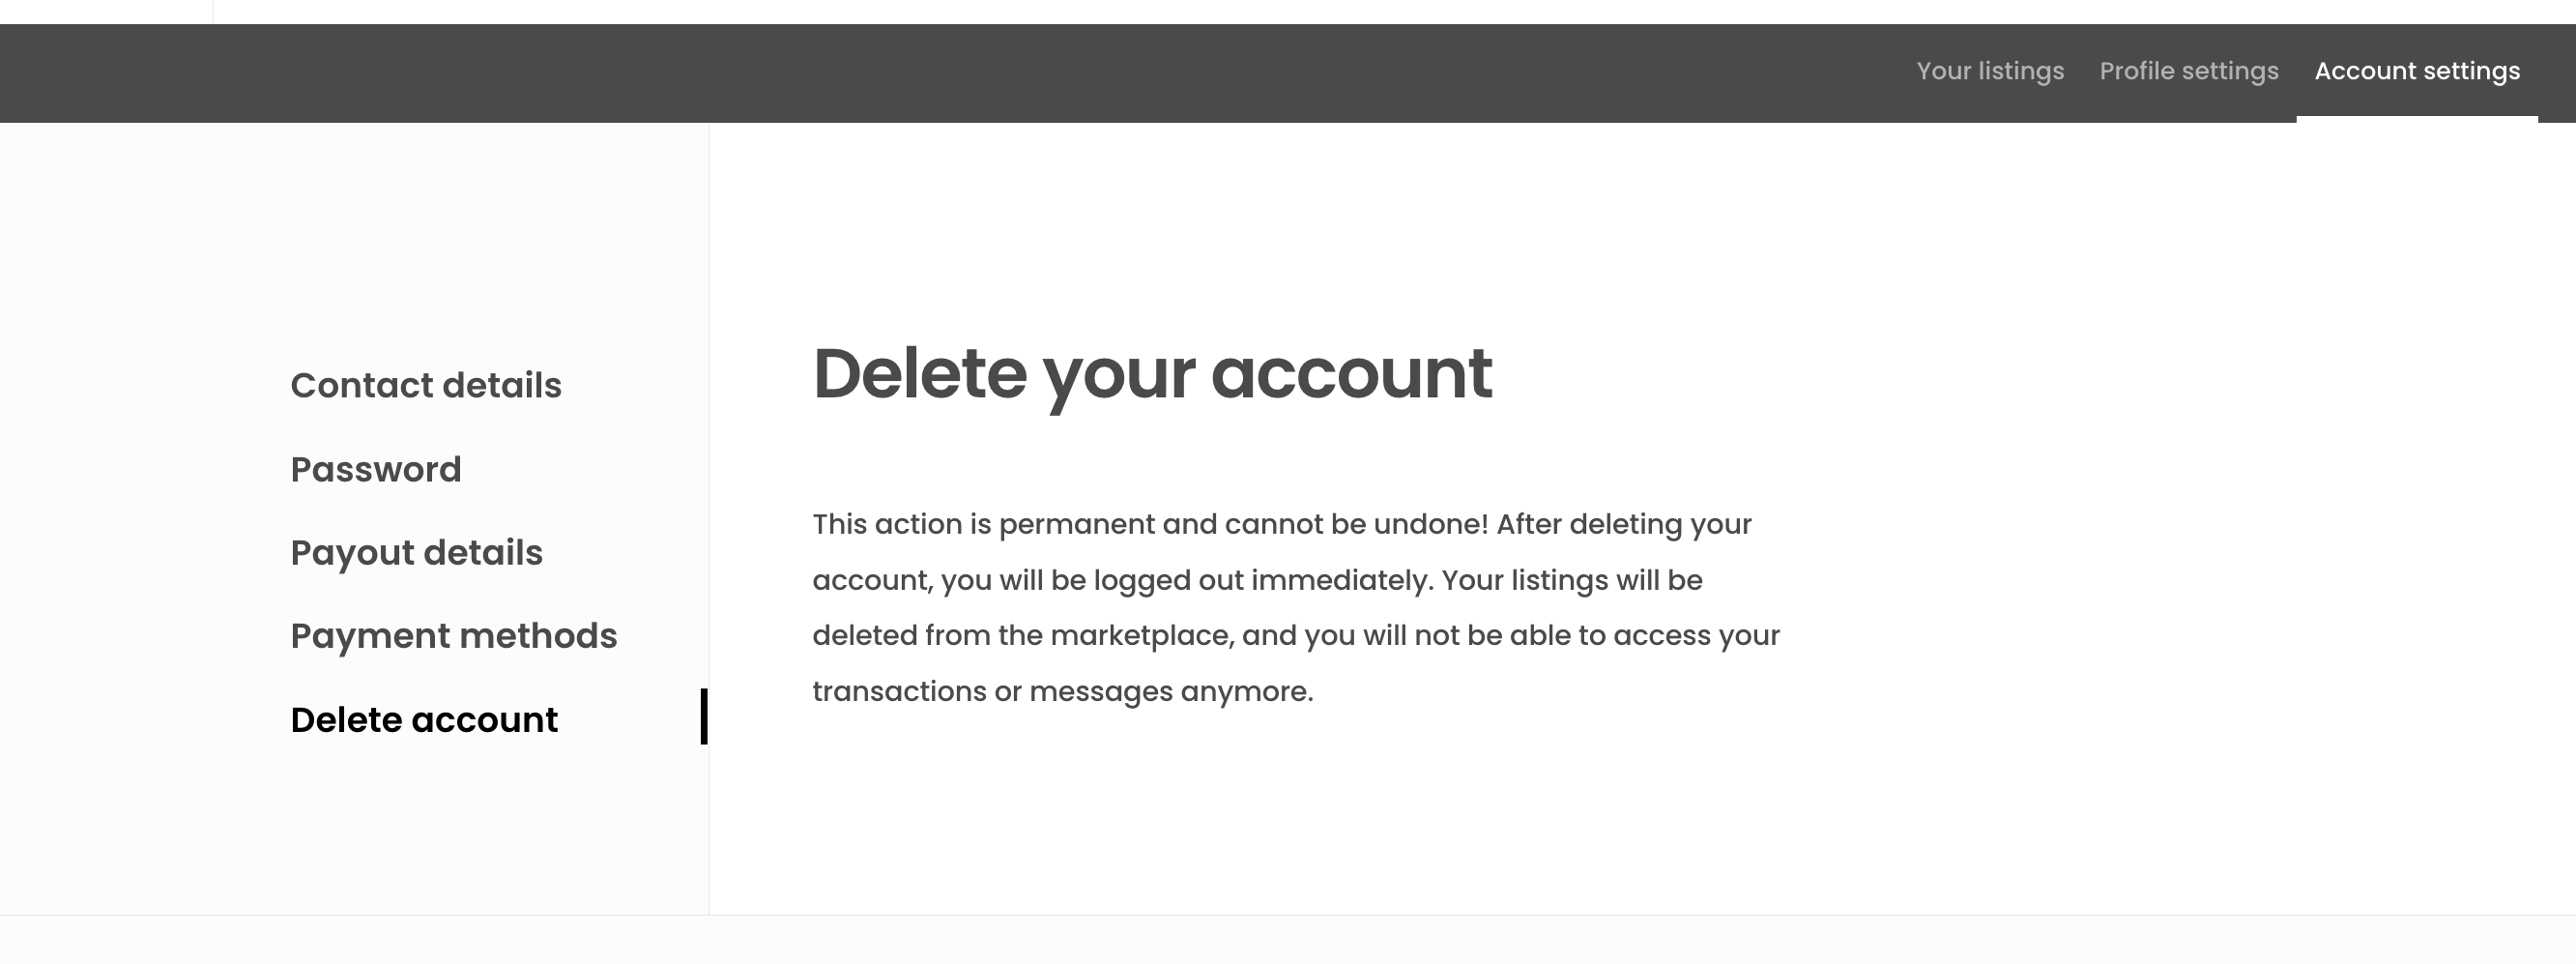 Your listings Profile settings Account settings
Contact details
Password
Payout details
Payment methods
Delete account
Delete your account
This action is permanent and cannot be undone! After deleting your
account, you will be logged out immediately. Your listings will be
deleted from the marketplace, and you will not be able to access your
transactions or messages anymore.